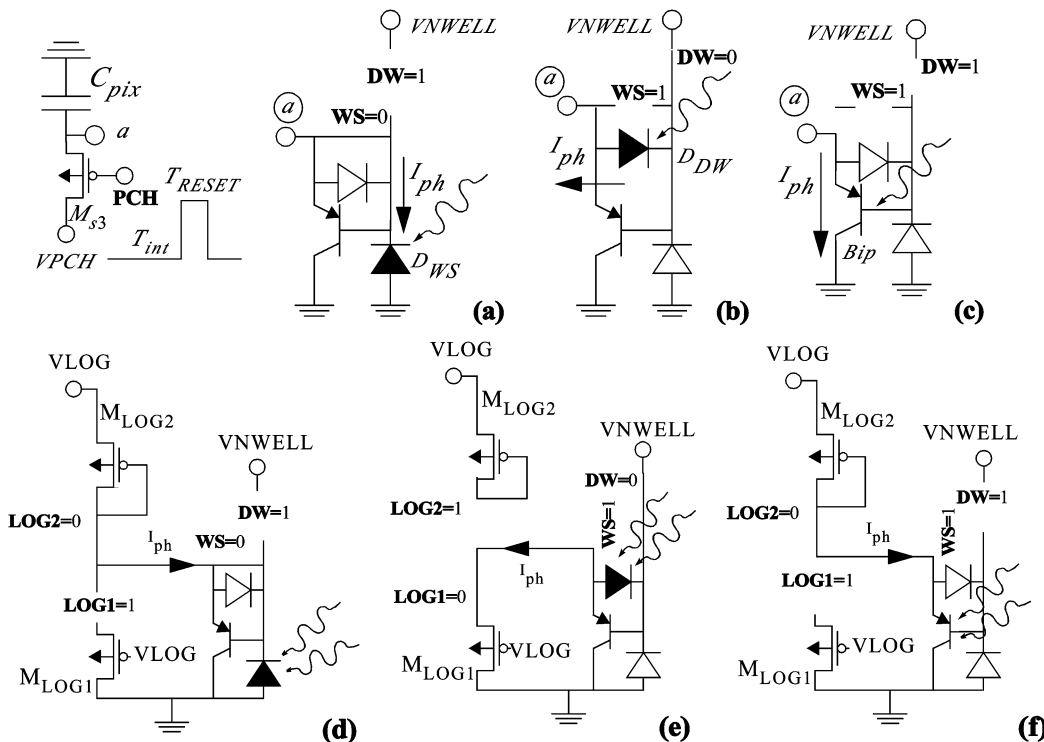 C_pix
a
T_RESET
PCH
M_s3
T_int
VPCH
VNWELL
DW=1
a
WS=0
I_ph
D_WS
(a)
VNWELL
DW=0
a
WS=1
I_ph
D_DW
(b)
VNWELL
DW=1
a
WS=1
I_ph
Bip
(c)
VLOG
M_LOG2
VNWELL
LOG2=0
DW=1
I_ph
WS=0
LOG1=1
VLOG
M_LOG1
(d)
VLOG
M_LOG2
VNWELL
DW=0
LOG2=1
WS=1
I_ph
LOG1=0
VLOG
M_LOG1
(e)
VLOG
M_LOG2
VNWELL
LOG2=0
DW=1
I_ph
WS=1
LOG1=1
VLOG
M_LOG1
(f)